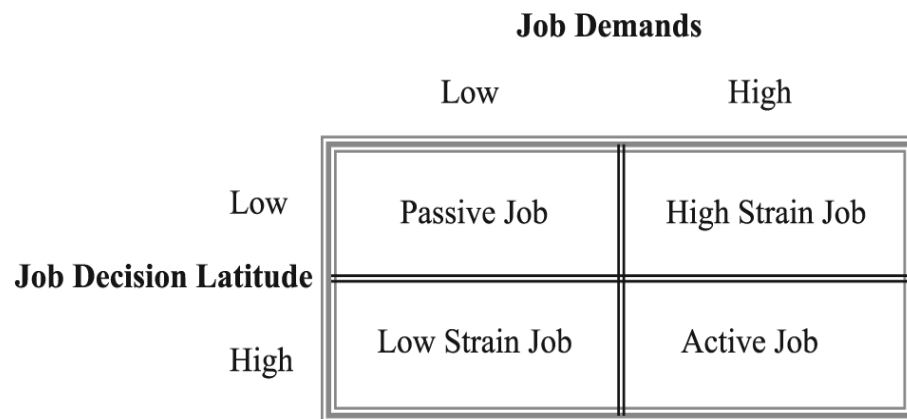 Job Demands
Low High
Low Passive Job High Strain Job
Job Decision Latitude
High Low Strain Job Active Job